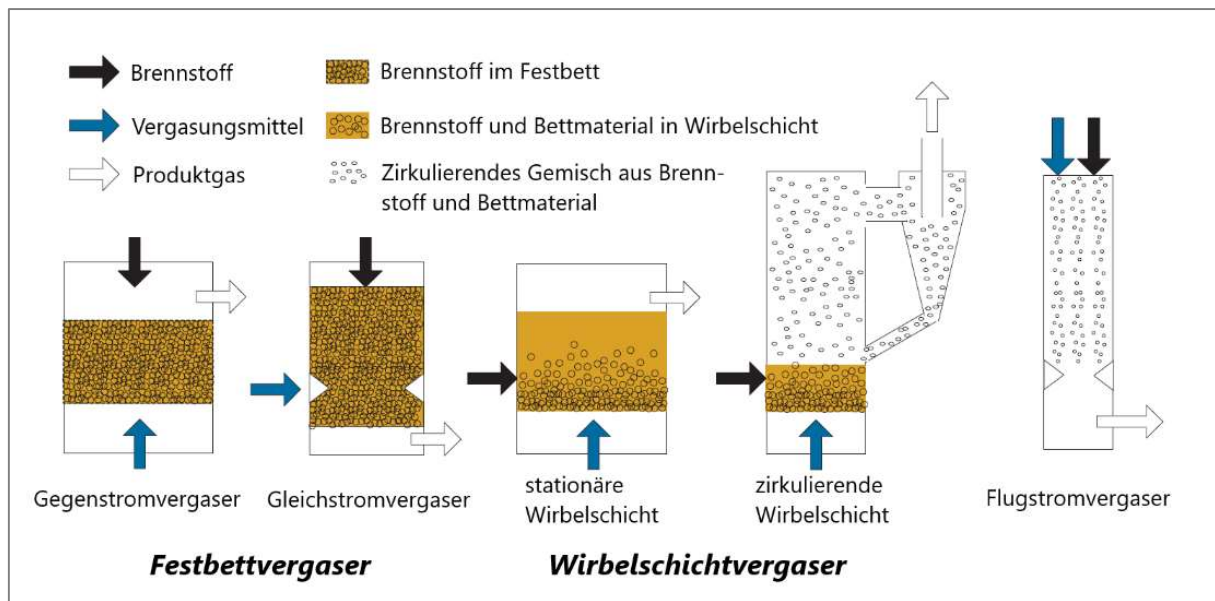 Brennstoff
Vergasungsmittel
Produktgas
Brennstoff im Festbett
Brennstoff und Bettmaterial in Wirbelschicht
Zirkulierendes Gemisch aus Brenn-
stoff und Bettmaterial
Gegenstromvergaser
Gleichstromvergaser
stationäre
Wirbelschicht
zirkulierende
Wirbelschicht
Flugstromvergaser
Festbettvergaser
Wirbelschichtvergaser